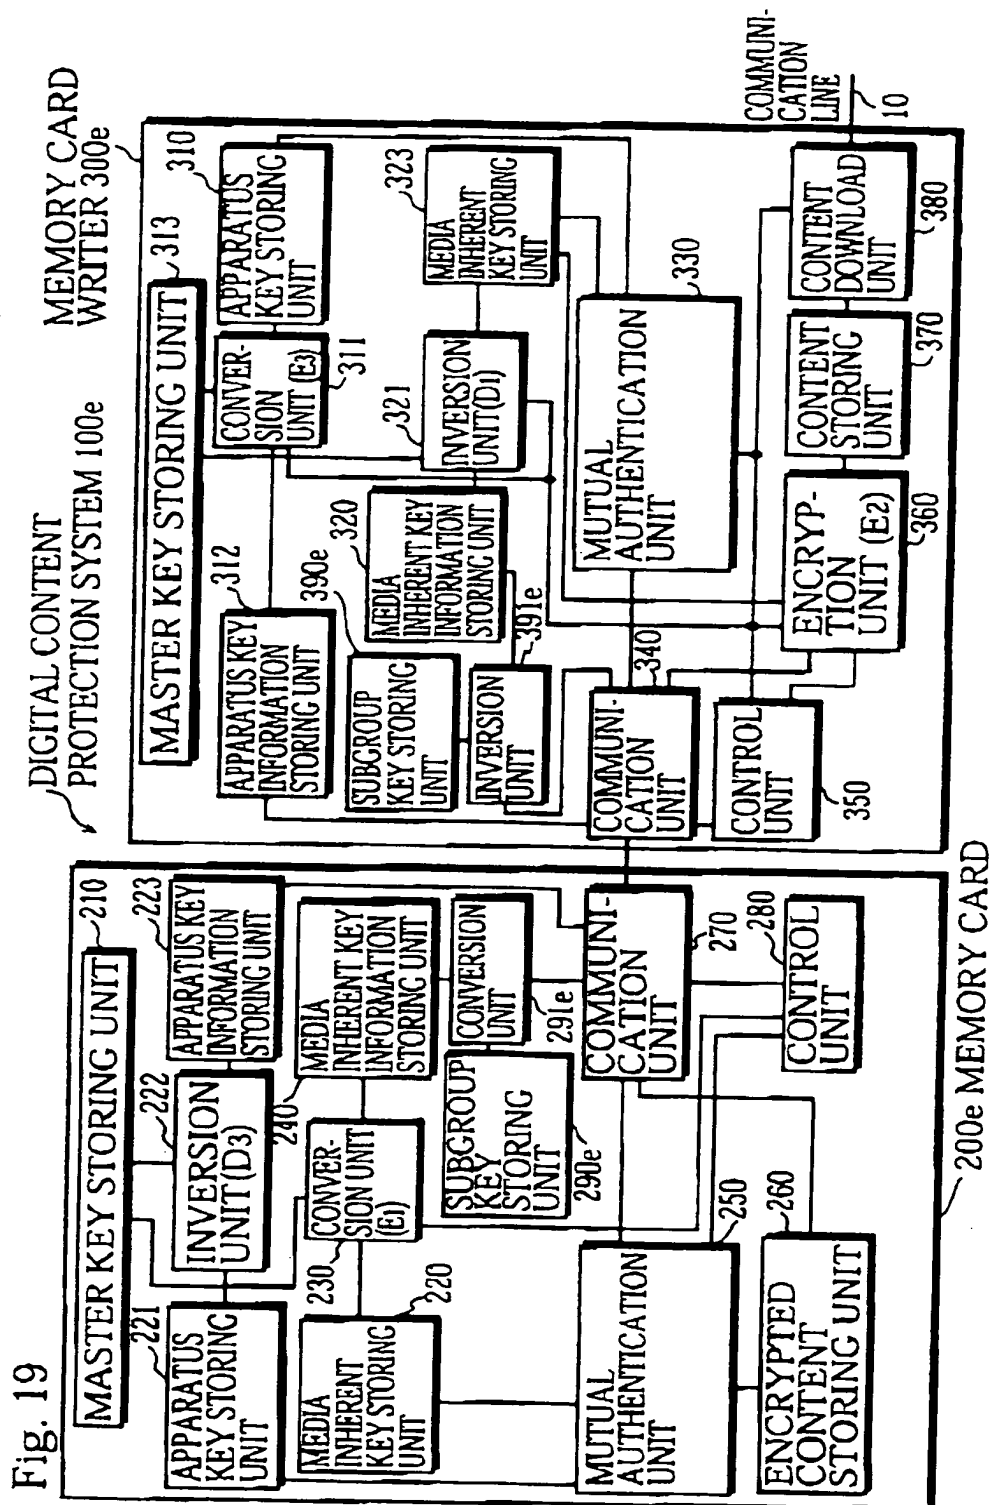 Fig. 19
DIGITAL CONTENT
PROTECTION SYSTEM 100e
MEMORY CARD
WRITER 300e
MASTER KEY STORING UNIT
210
221
APPARATUS
KEY STORING
UNIT
222
INVERSION
UNIT(D3)
223
APPARATUS KEY
INFORMATION
STORING UNIT
220
MEDIA
INHERENT
KEY STORING
UNIT
230
CONVER-
SION UNIT
(E1)
240
MEDIA
INHERENT KEY
INFORMATION
STORING UNIT
SUBGROUP
KEY
STORING
UNIT
290e
CONVERSION
UNIT
291e
MUTUAL
AUTHENTICATION
UNIT
250
COMMUNI-
CATION
UNIT
270
ENCRYPTED
CONTENT
STORING UNIT
260
CONTROL
UNIT
280
200e MEMORY CARD
MASTER KEY STORING UNIT
313
312
APPARATUS KEY
INFORMATION
STORING UNIT
CONVER-
SION
UNIT (E3)
311
APPARATUS
KEY STORING
UNIT
310
390e
SUBGROUP
KEY STORING
UNIT
320
MEDIA
INHERENT KEY
INFORMATION
STORING UNIT
321
INVERSION
UNIT(D1)
323
MEDIA
INHERENT
KEY STORING
UNIT
INVERSION
UNIT
391e
COMMUNI-
CATION
UNIT
340
MUTUAL
AUTHENTICATION
UNIT
330
CONTROL
UNIT
350
ENCRYP-
TION
UNIT (E2)
360
CONTENT
STORING
UNIT
370
CONTENT
DOWNLOAD
UNIT
380
COMMUNI-
CATION
LINE
10